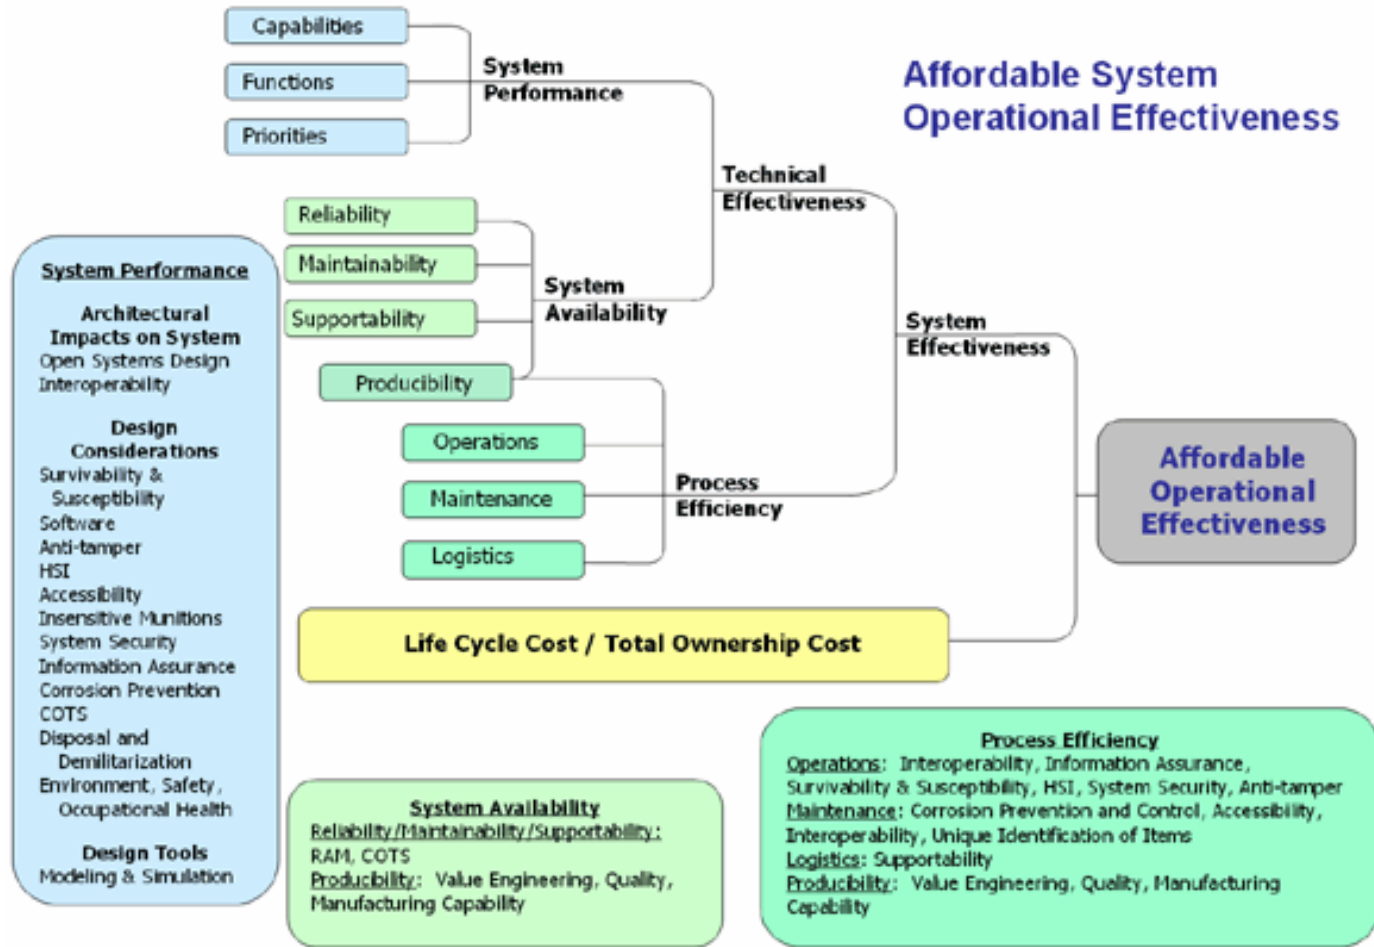 Capabilities
Functions
Priorities
System
Performance
Affordable System
Operational Effectiveness
Technical
Effectiveness
Reliability
Maintainability
Supportability
Producibility
System
Availability
System
Effectiveness
Operations
Maintenance
Logistics
Process
Efficiency
Affordable
Operational
Effectiveness
Life Cycle Cost / Total Ownership Cost
System Performance
Architectural
Impacts on System
Open Systems Design
Interoperability
Design
Considerations
Survivability &
Susceptibility
Software
Anti-tamper
HSI
Accessibility
Insensitive Munitions
System Security
Information Assurance
Corrosion Prevention
COTS
Disposal and
Demilitarization
Environment, Safety,
Occupational Health
Design Tools
Modeling & Simulation
System Availability
Reliability/Maintainability/Supportability:
RAM, COTS
Producibility: Value Engineering, Quality,
Manufacturing Capability
Process Efficiency
Operations: Interoperability, Information Assurance,
Survivability & Susceptibility, HSI, System Security, Anti-tamper
Maintenance: Corrosion Prevention and Control, Accessibility,
Interoperability, Unique Identification of Items
Logistics: Supportability
Producibility: Value Engineering, Quality, Manufacturing
Capability